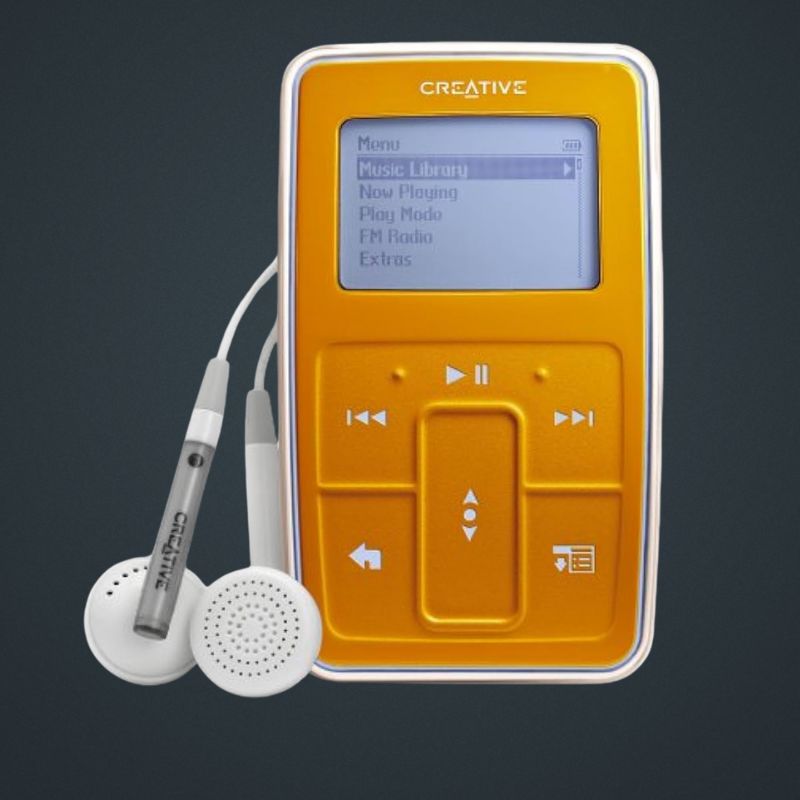 CREATIVE
Menu
Music Library
Now Playing
Play Mode
FM Radio
Extras
CREATIVE